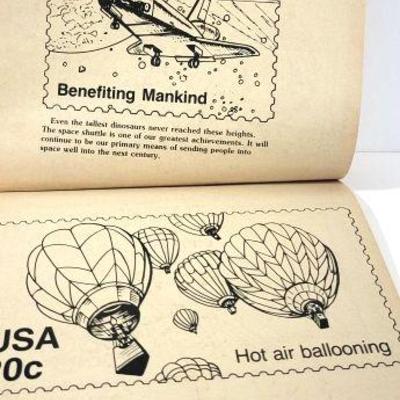 Benefiting Mankind
Even the tallest dinosaurs never reached these heights.
The space shuttle is one of our greatest achievements. It will
continue to be our primary means of sending people into
space well into the next century.
USA
20c
Hot air ballooning